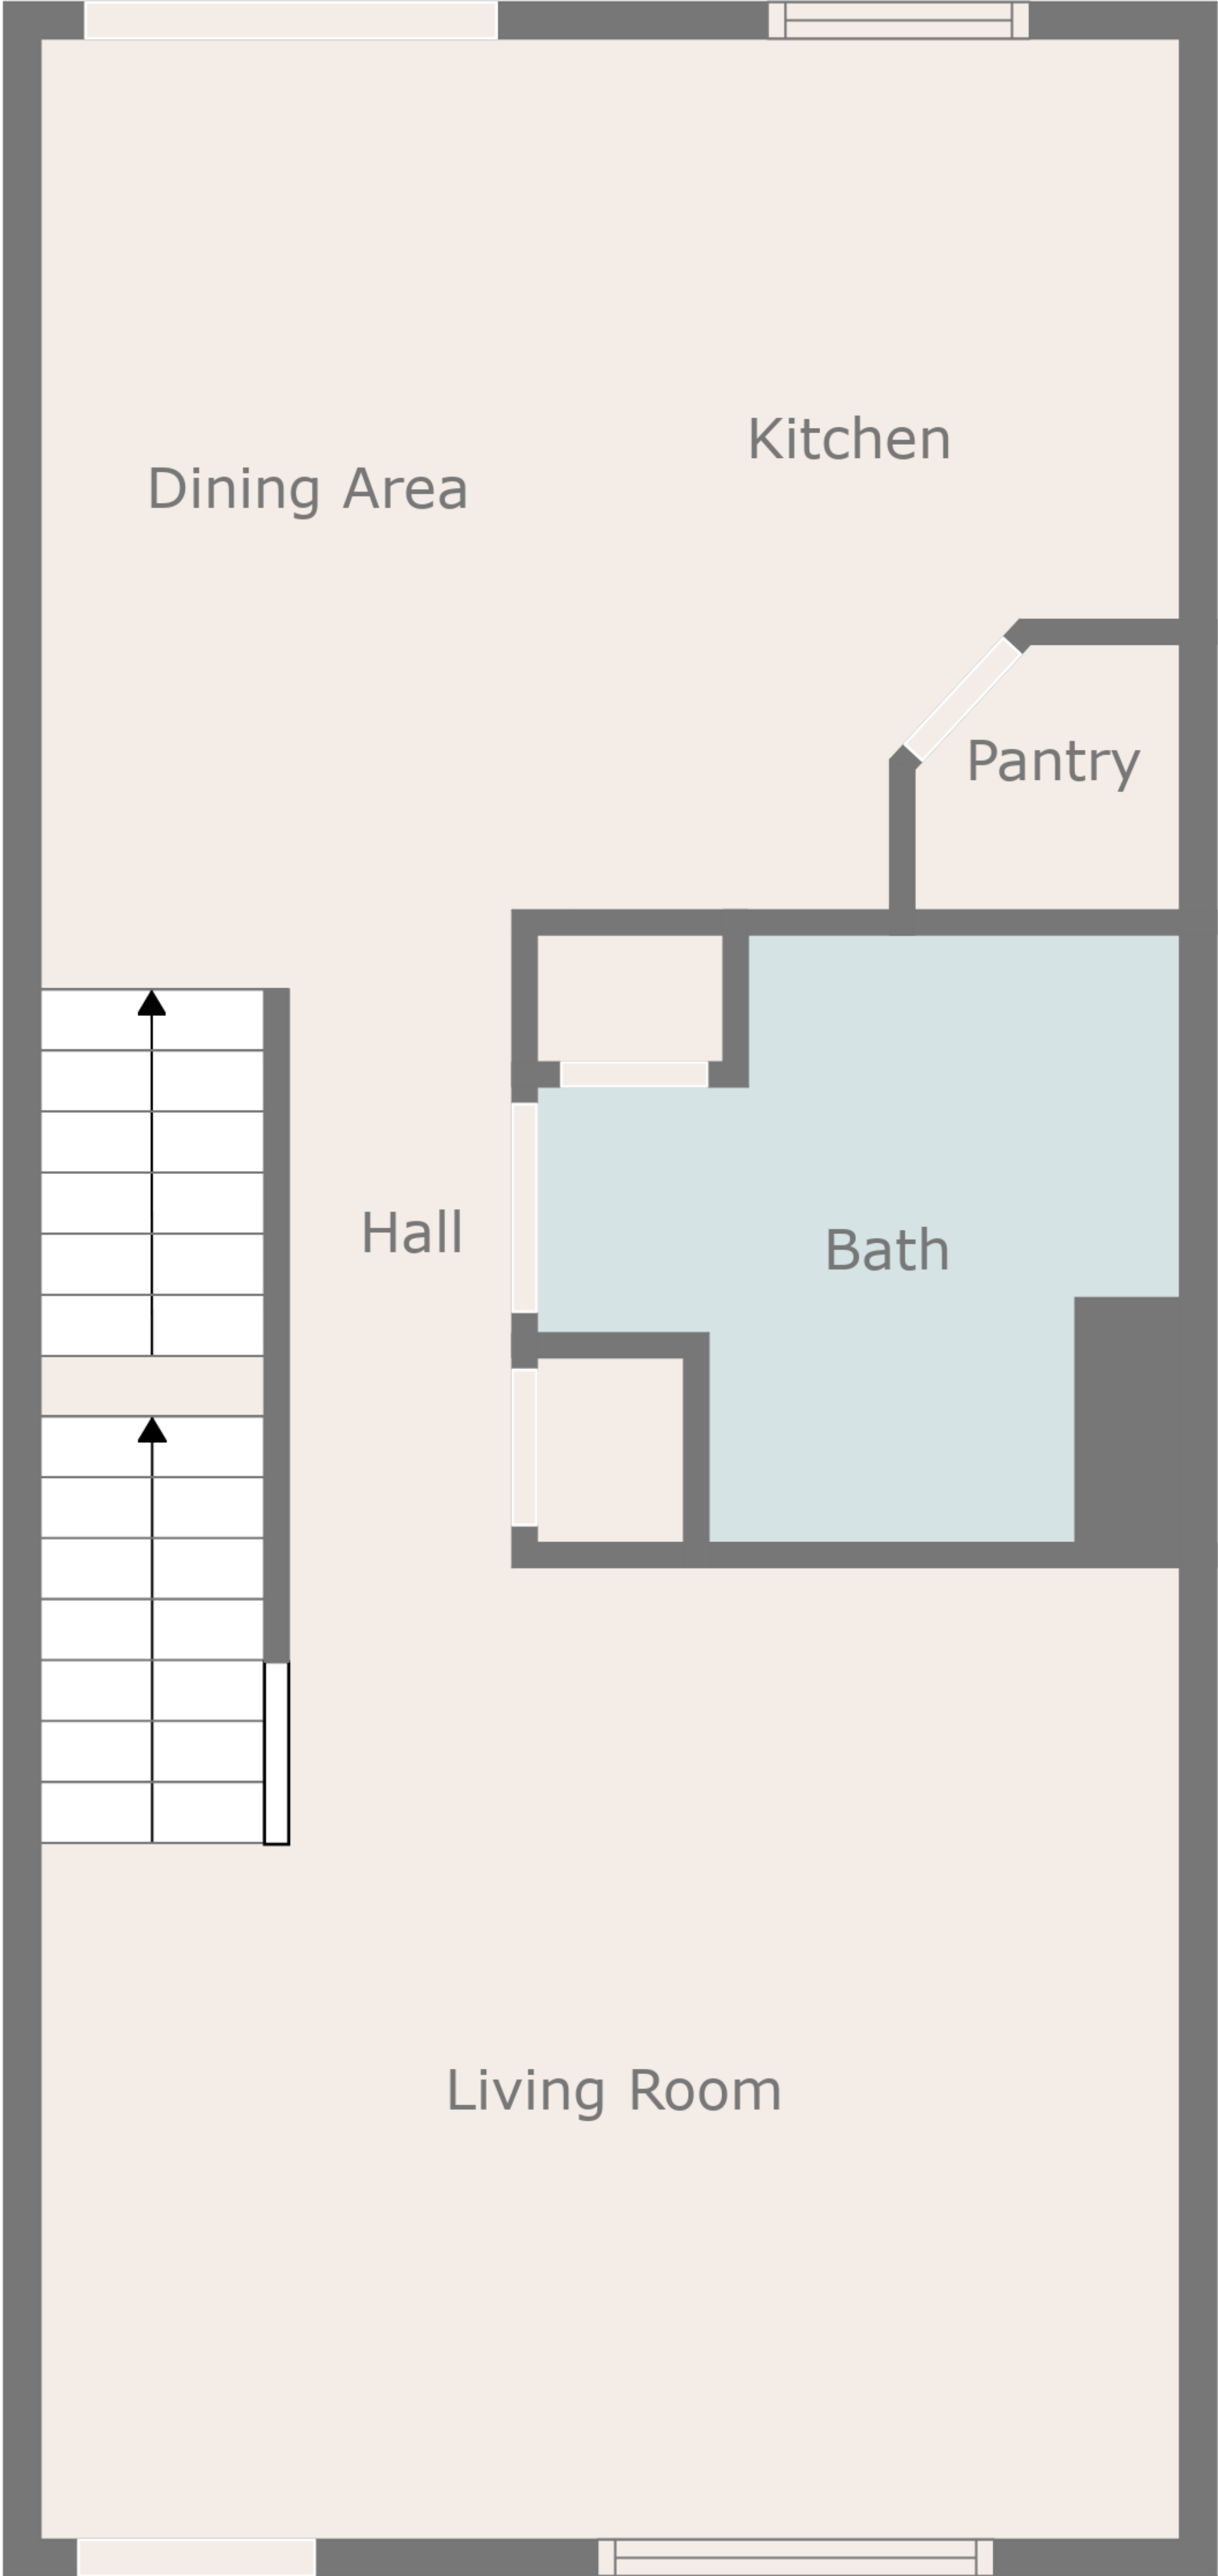 Kitchen
Dining Area
Pantry
Hall
Bath
Living Room